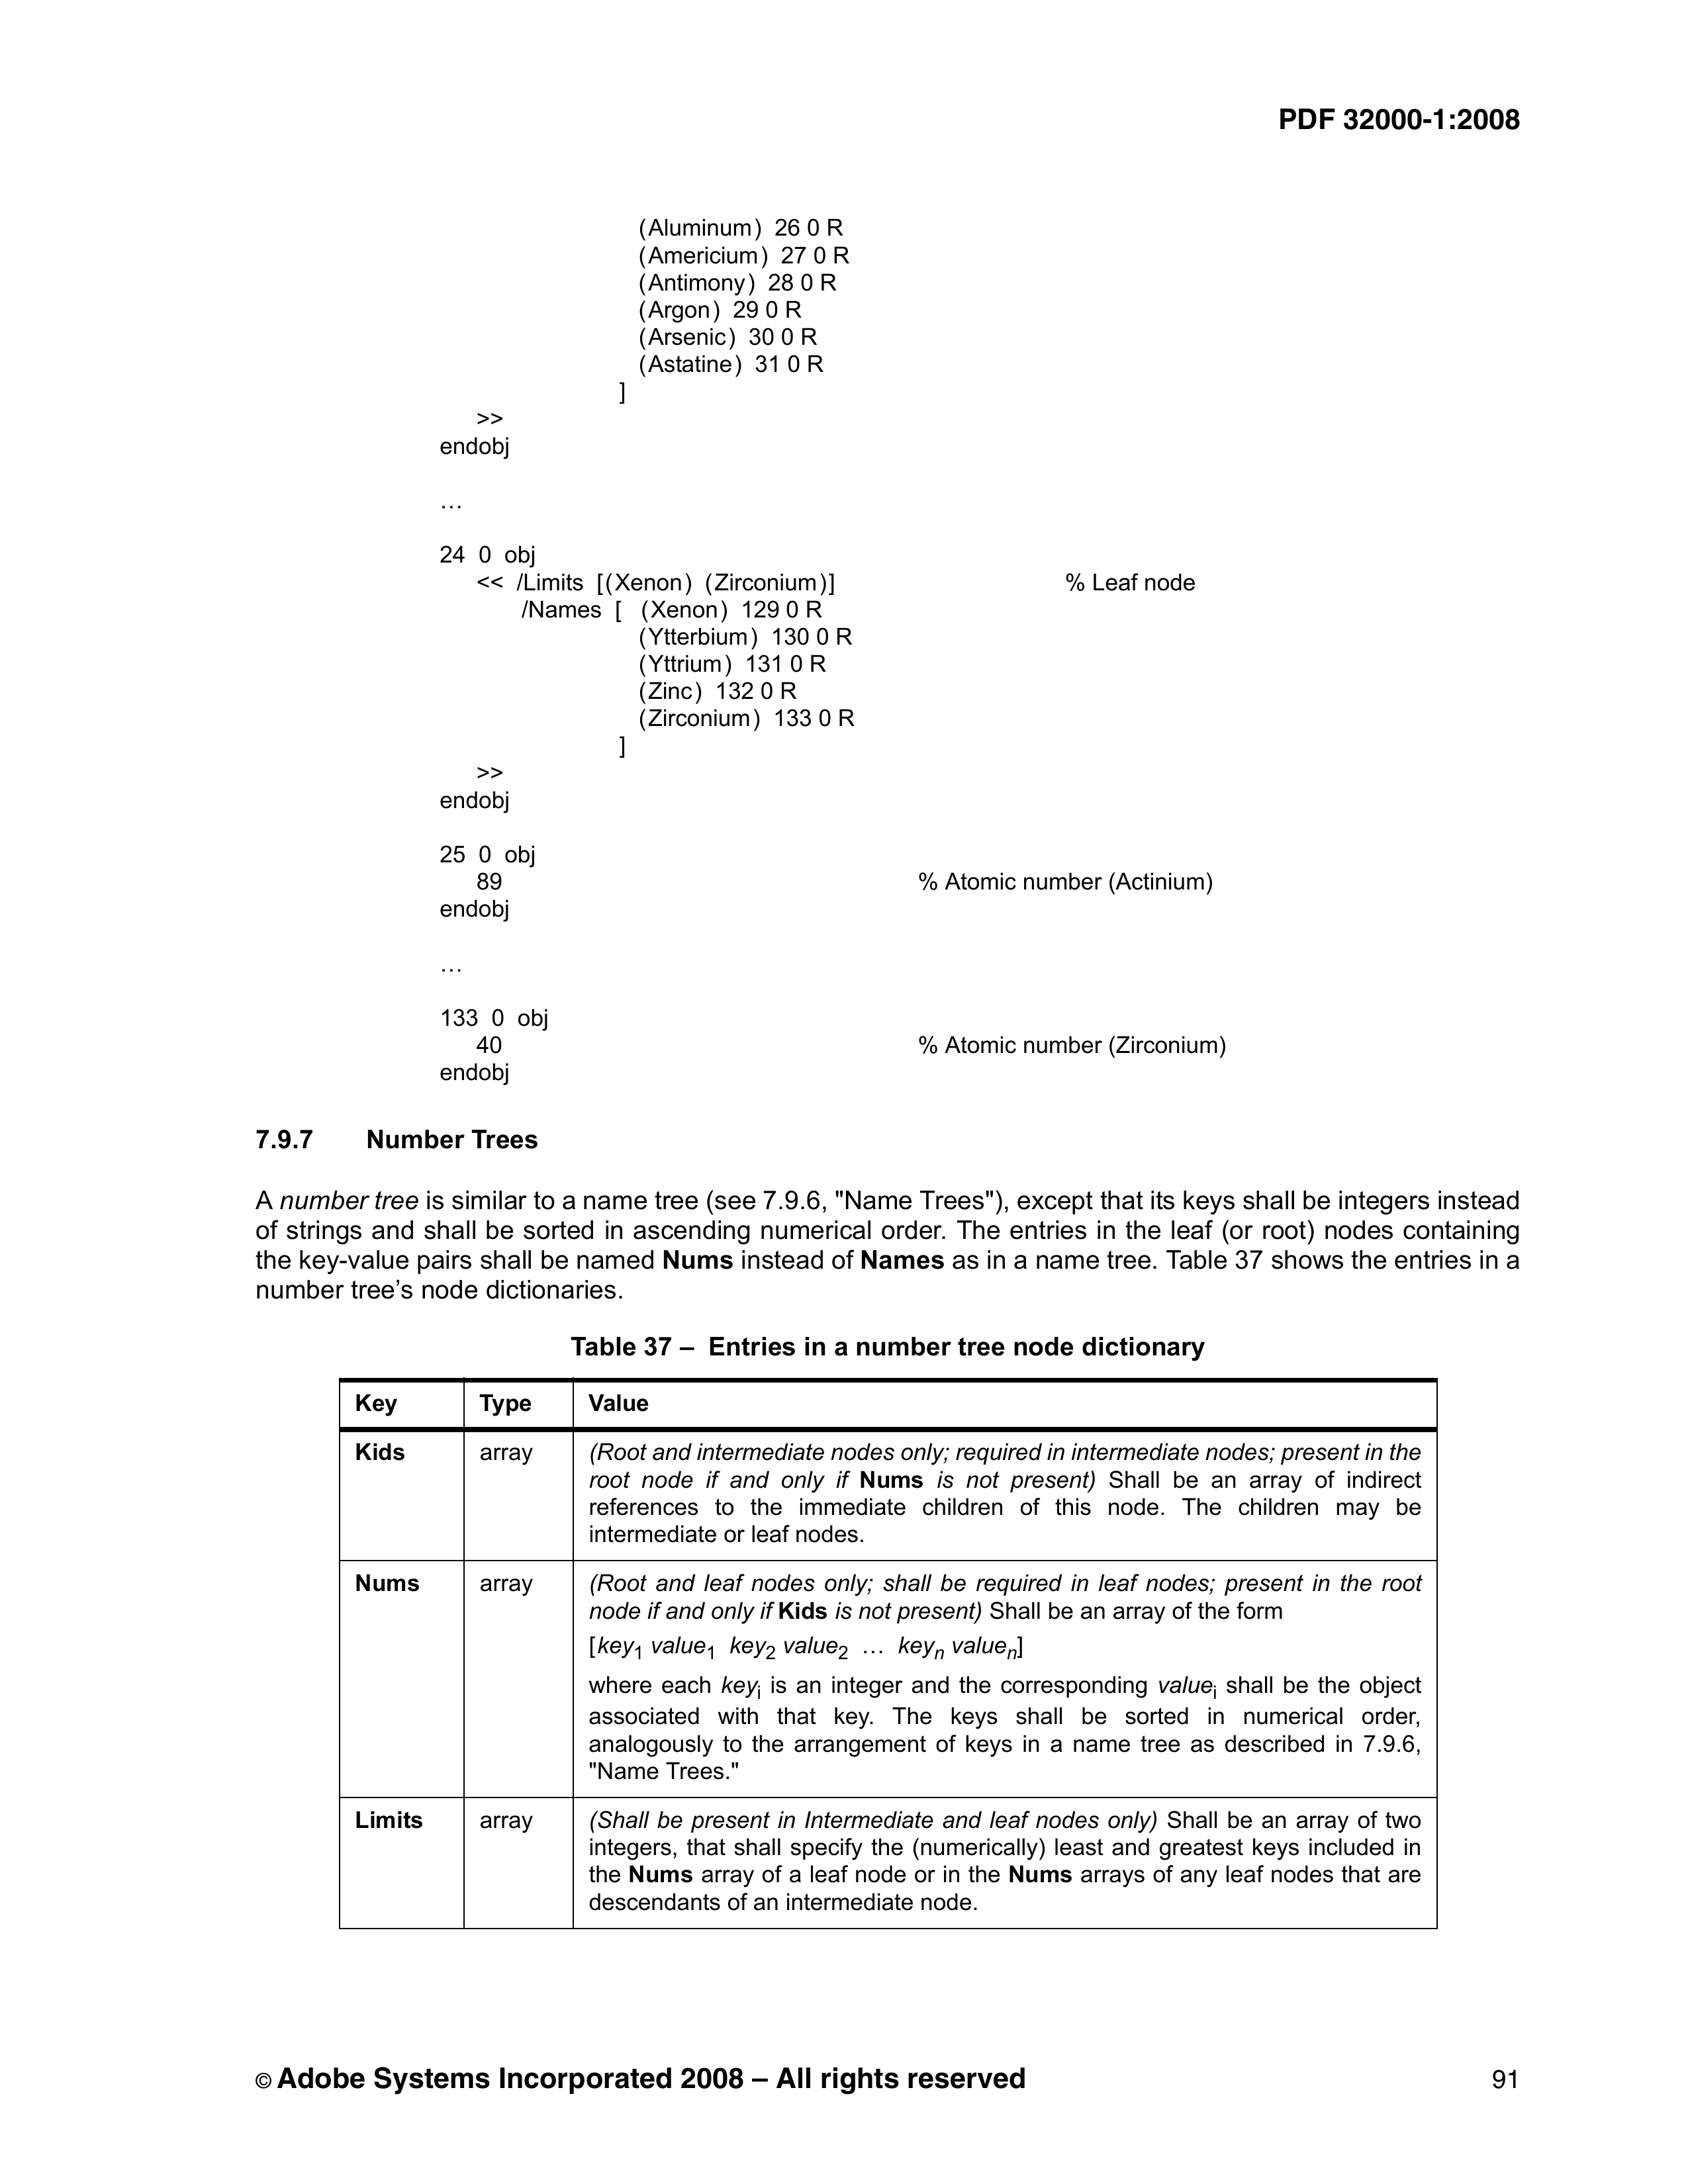 PDF 32000-1:2008
(Aluminum) 26 0 R
(Americium) 27 0 R
(Antimony) 28 0 R
(Argon) 29 0 R
(Arsenic) 30 0 R
(Astatine) 31 0 R
]
>>
endobj
…
24 0 obj
<< /Limits [(Xenon) (Zirconium)] % Leaf node
/Names [ (Xenon) 129 0 R
(Ytterbium) 130 0 R
(Yttrium) 131 0 R
(Zinc) 132 0 R
(Zirconium) 133 0 R
]
>>
endobj
25 0 obj
89 % Atomic number (Actinium)
endobj
…
133 0 obj
40 % Atomic number (Zirconium)
endobj
7.9.7 Number Trees
A number tree is similar to a name tree (see 7.9.6, "Name Trees"), except that its keys shall be integers instead
of strings and shall be sorted in ascending numerical order. The entries in the leaf (or root) nodes containing
the key-value pairs shall be named Nums instead of Names as in a name tree. Table 37 shows the entries in a
number tree’s node dictionaries.
Table 37 – Entries in a number tree node dictionary
Key Type Value
Kids array (Root and intermediate nodes only; required in intermediate nodes; present in the
root node if and only if Nums is not present) Shall be an array of indirect
references to the immediate children of this node. The children may be
intermediate or leaf nodes.
Nums array (Root and leaf nodes only; shall be required in leaf nodes; present in the root
node if and only if Kids is not present) Shall be an array of the form
[key1 value1 key2 value2 … keyn valuen]
where each keyi is an integer and the corresponding valuei shall be the object
associated with that key. The keys shall be sorted in numerical order,
analogously to the arrangement of keys in a name tree as described in 7.9.6,
"Name Trees."
Limits array (Shall be present in Intermediate and leaf nodes only) Shall be an array of two
integers, that shall specify the (numerically) least and greatest keys included in
the Nums array of a leaf node or in the Nums arrays of any leaf nodes that are
descendants of an intermediate node.
© Adobe Systems Incorporated 2008 – All rights reserved 91